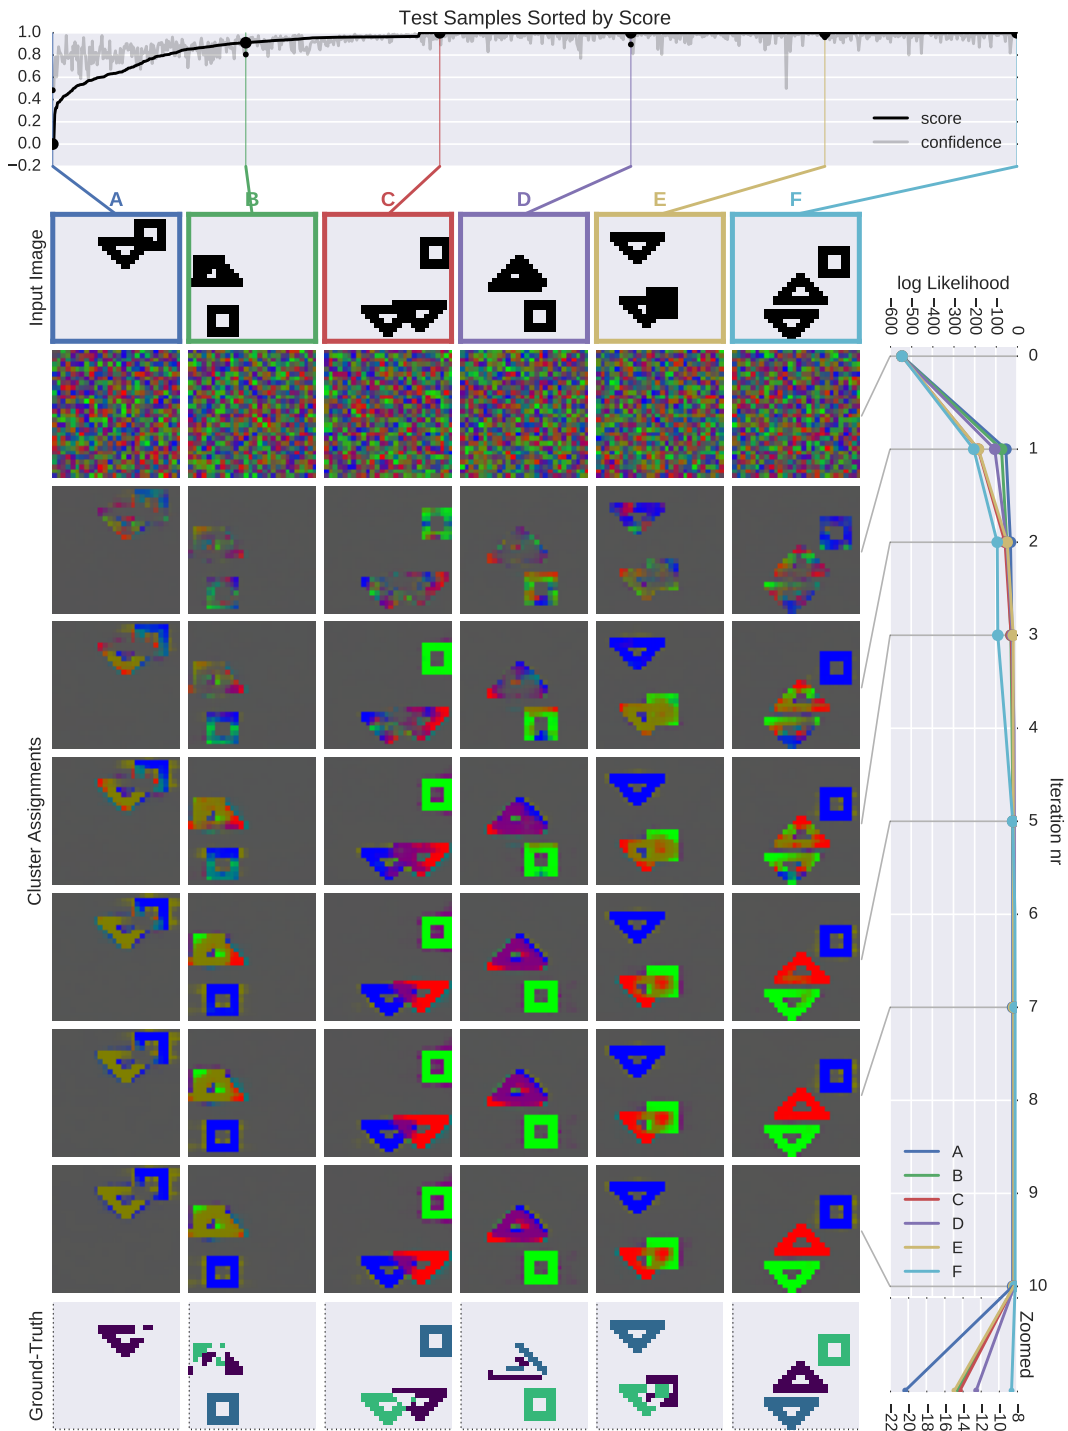 Test Samples Sorted by Score
1.0
0.8
0.6
0.4
0.2
0.0
−0.2
score
confidence
A B C D E F
Input Image
log Likelihood
−600 −500 −400 −300 −200 −100 0
0
1
2
3
4
5
6
7
8
9
10
Iteration nr
Cluster Assignments
A
B
C
D
E
F
Ground-Truth
Zoomed
−22 −20 −18 −16 −14 −12 −10 −8